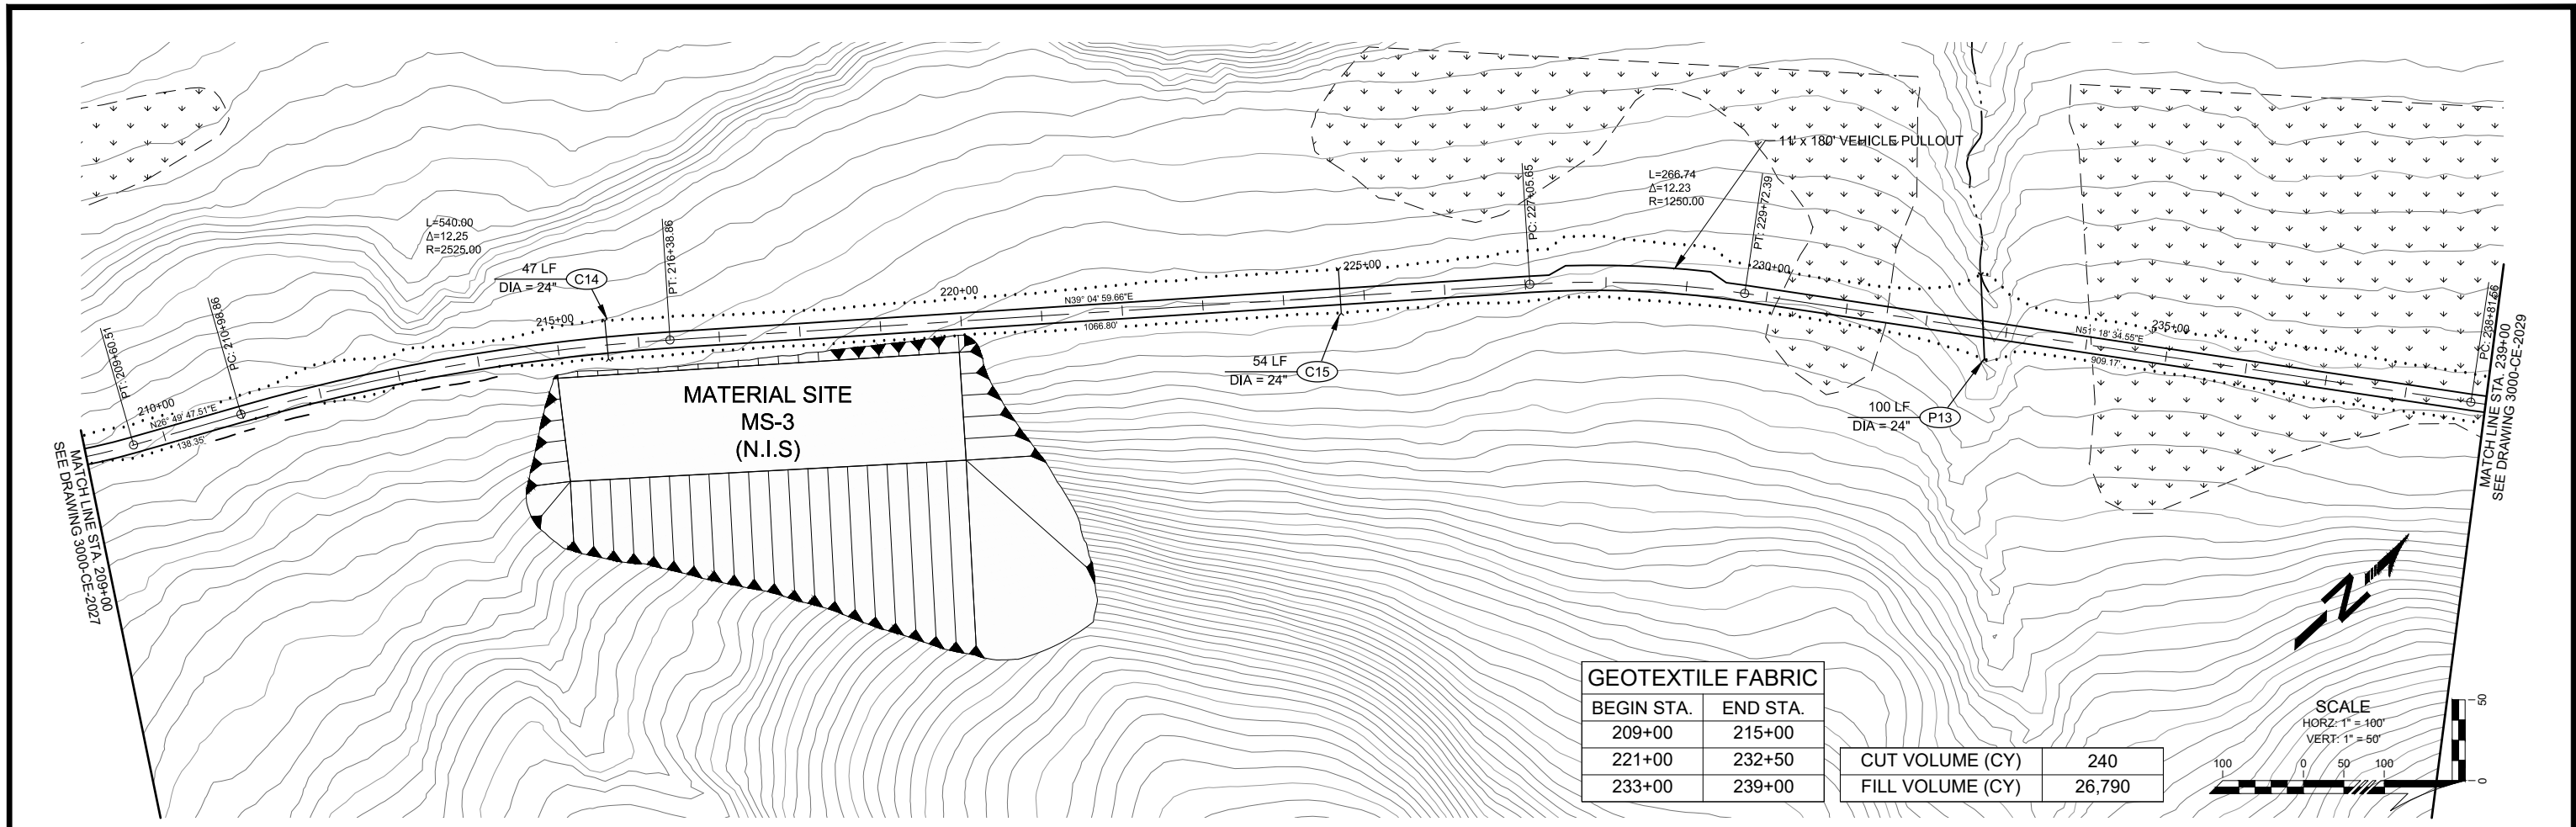 MATCH LINE STA. 209+00
SEE DRAWING 3000-CE-2027
PT: 209+60.51
210+00
N26° 49' 47.51"E
138.35'
PC: 210+98.86
L=540.00
Δ=12.25
R=2525.00
47 LF
DIA = 24"
C14
215+00
PT: 216+38.86
MATERIAL SITE
MS-3
(N.I.S)
220+00
N39° 04' 59.66"E
1066.80'
225+00
54 LF
DIA = 24"
C15
PC: 227+05.65
L=266.74
Δ=12.23
R=1250.00
11' x 180' VEHICLE PULLOUT
PT: 229+72.39
230+00
100 LF
DIA = 24"
P13
N51° 18' 34.55"E
909.17'
235+00
PC: 238+81.56
MATCH LINE STA. 239+00
SEE DRAWING 3000-CE-2029
N
GEOTEXTILE FABRIC
BEGIN STA. END STA.
209+00 215+00
221+00 232+50
233+00 239+00
CUT VOLUME (CY) 240
FILL VOLUME (CY) 26,790
SCALE
HORZ: 1" = 100'
VERT: 1" = 50'
100 0 50 100
50
0